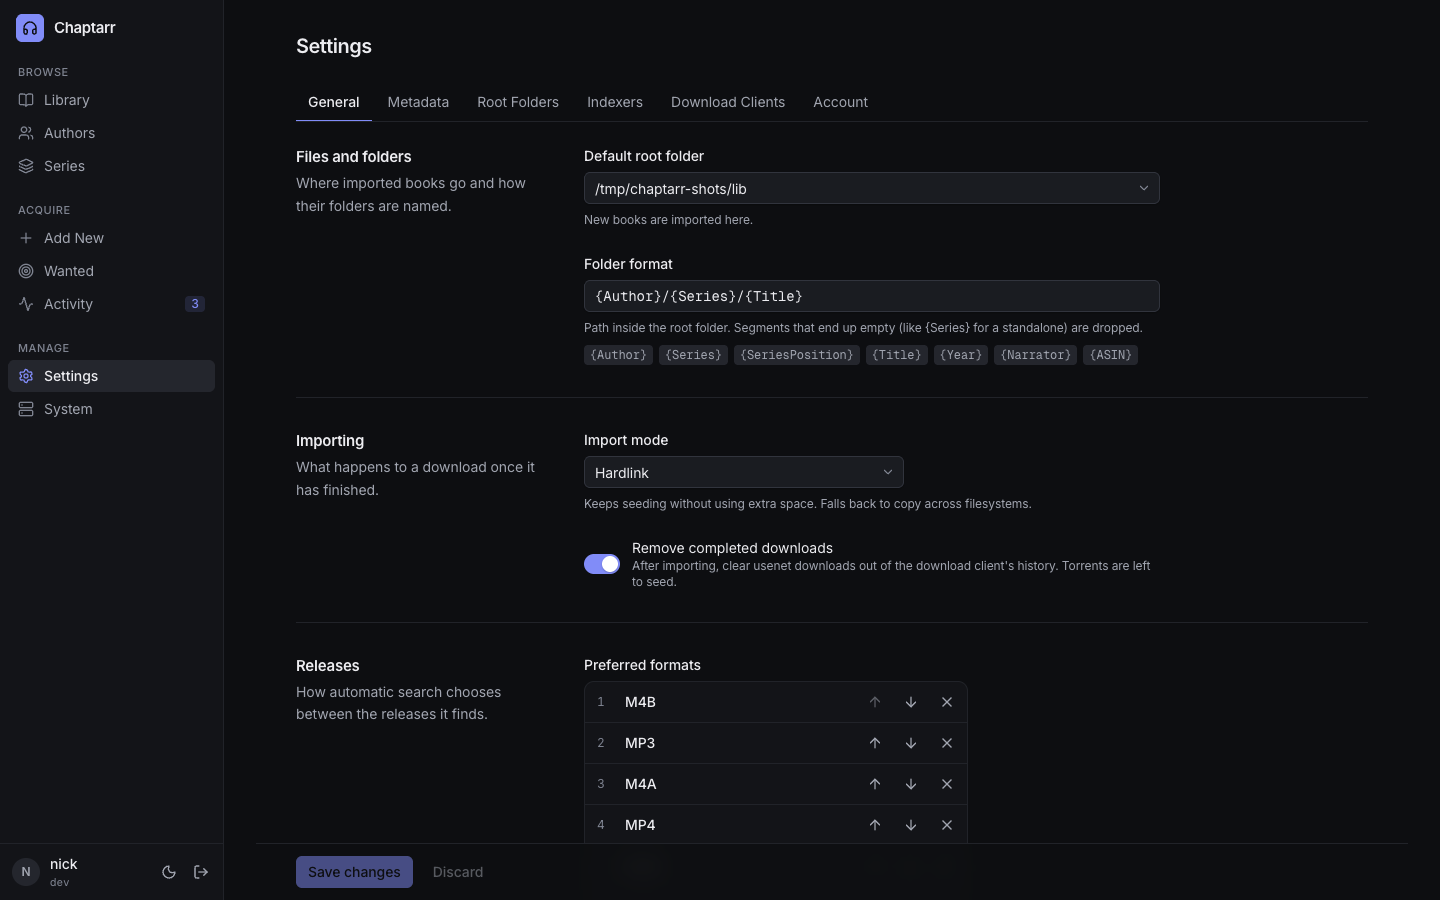 Chaptarr
BROWSE
Library
Authors
Series
ACQUIRE
Add New
Wanted
Activity
3
MANAGE
Settings
System
N
nick
dev
Settings
General
Metadata
Root Folders
Indexers
Download Clients
Account
Files and folders
Where imported books go and how
their folders are named.
Default root folder
/tmp/chaptarr-shots/lib
New books are imported here.
Folder format
{Author}/{Series}/{Title}
Path inside the root folder. Segments that end up empty (like {Series} for a standalone) are dropped.
{Author} {Series} {SeriesPosition} {Title} {Year} {Narrator} {ASIN}
Importing
What happens to a download once it
has finished.
Import mode
Hardlink
Keeps seeding without using extra space. Falls back to copy across filesystems.
Remove completed downloads
After importing, clear usenet downloads out of the download client's history. Torrents are left
to seed.
Releases
How automatic search chooses
between the releases it finds.
Preferred formats
1 M4B
2 MP3
3 M4A
4 MP4
Save changes
Discard